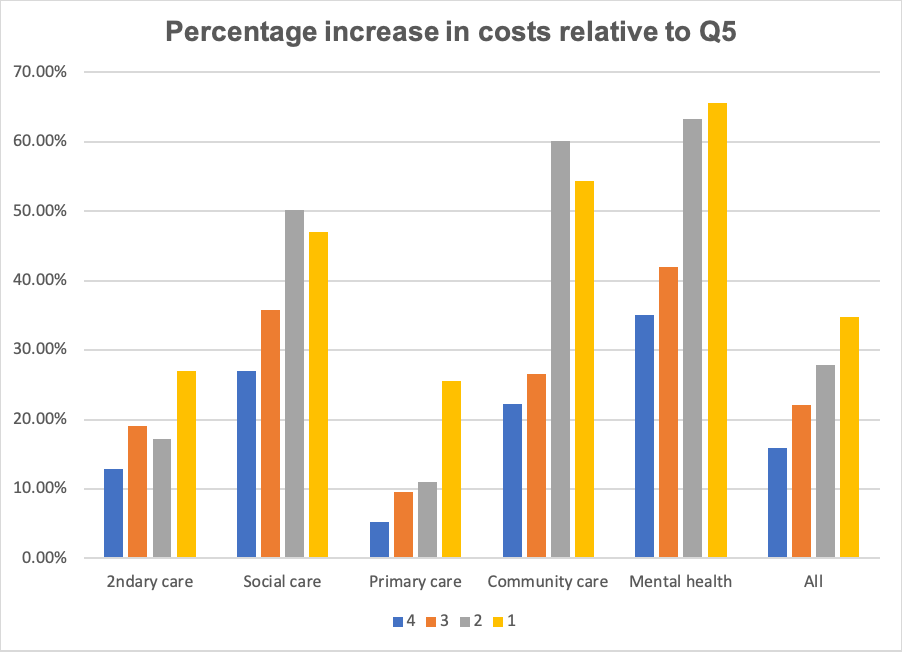 Percentage increase in costs relative to Q5
70.00%
60.00%
50.00%
40.00%
30.00%
20.00%
10.00%
0.00%
2ndary care Social care Primary care Community care Mental health All
4 3 2 1